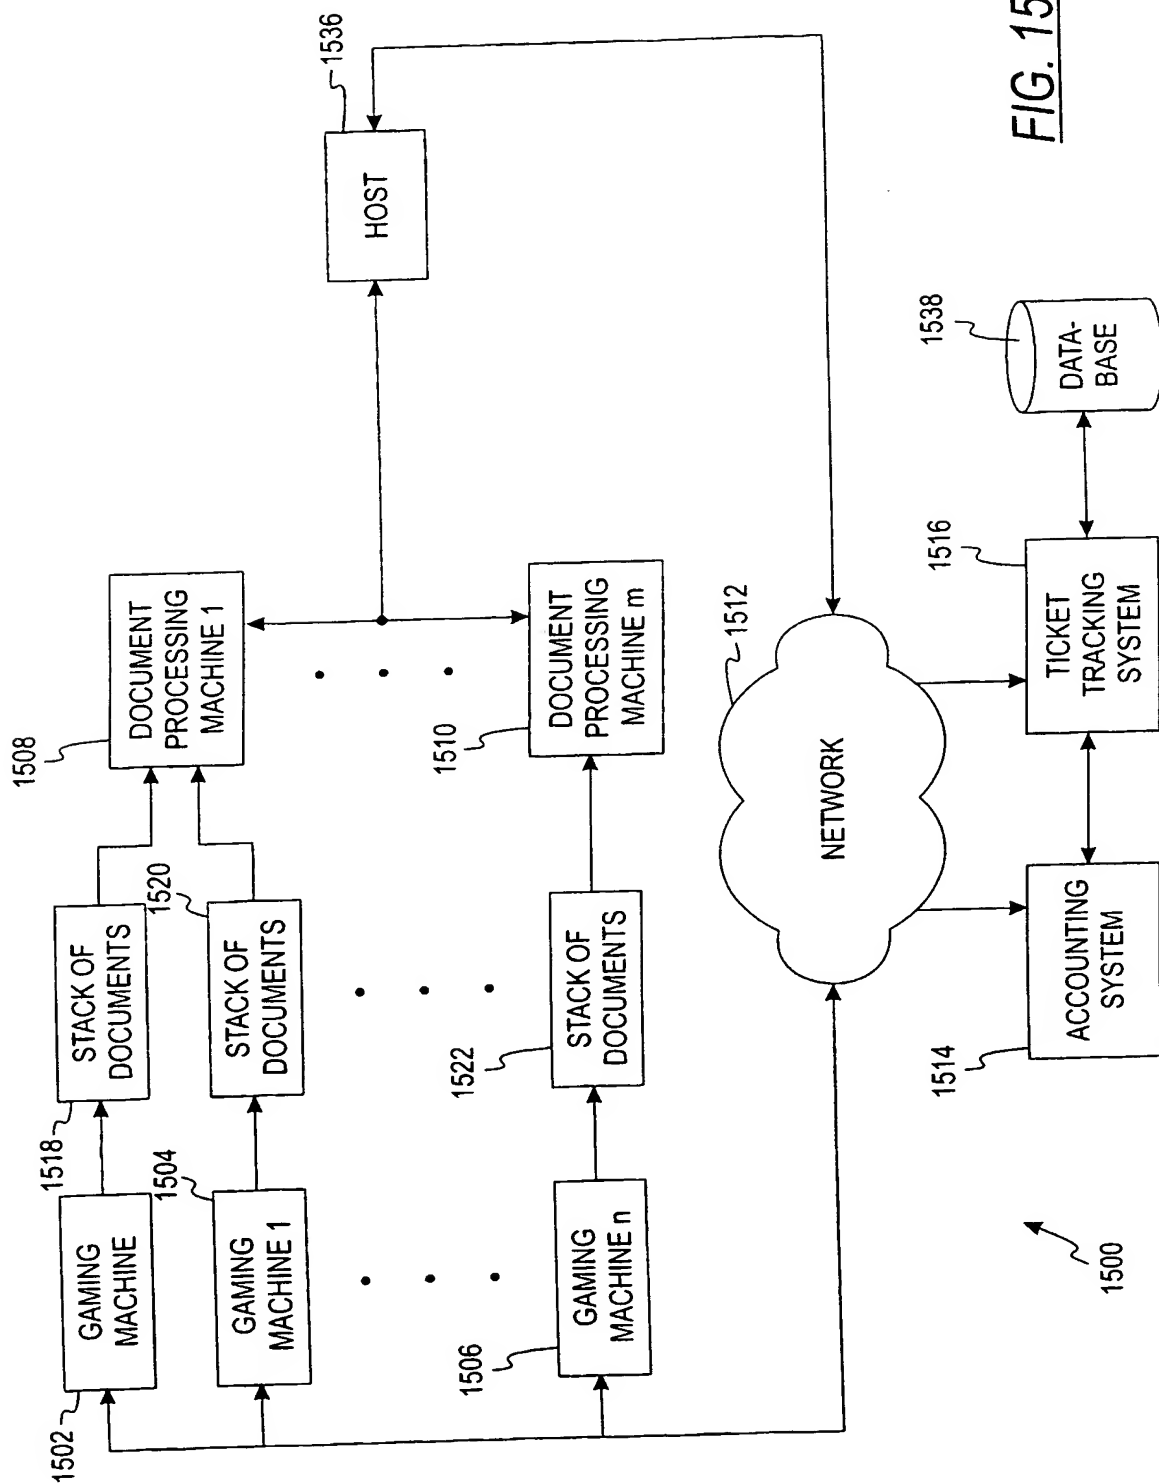 1502
GAMING
MACHINE
1518
STACK OF
DOCUMENTS
1508
DOCUMENT
PROCESSING
MACHINE 1
1504
GAMING
MACHINE 1
1520
STACK OF
DOCUMENTS
HOST
1536
1506
GAMING
MACHINE n
1522
STACK OF
DOCUMENTS
1510
DOCUMENT
PROCESSING
MACHINE m
NETWORK
1512
1514
ACCOUNTING
SYSTEM
1516
TICKET
TRACKING
SYSTEM
1538
DATA-
BASE
1500
FIG. 15